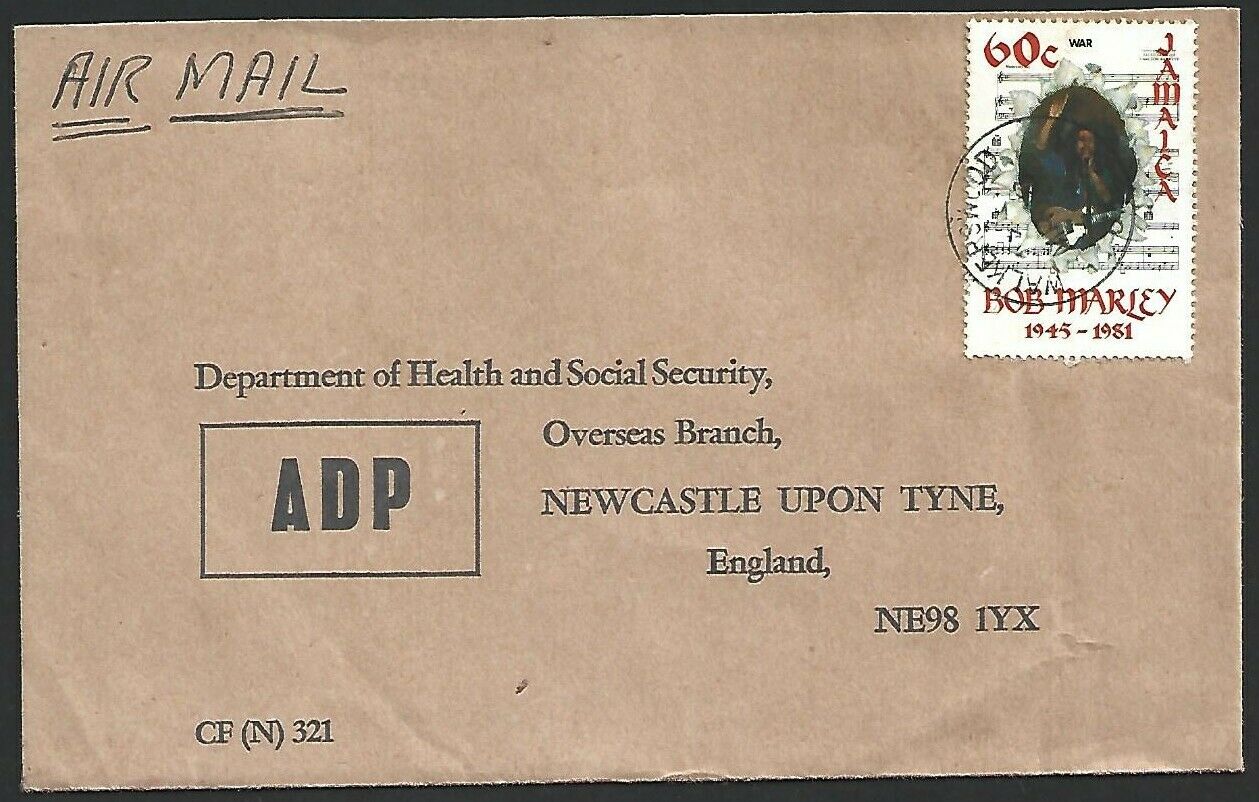 AIR MAIL
60c WAR
JAMAICA
WALKERSWOOD
BOB MARLEY
1945 - 1981
Department of Health and Social Security,
Overseas Branch,
ADP
NEWCASTLE UPON TYNE,
England,
NE98 1YX
CF (N) 321